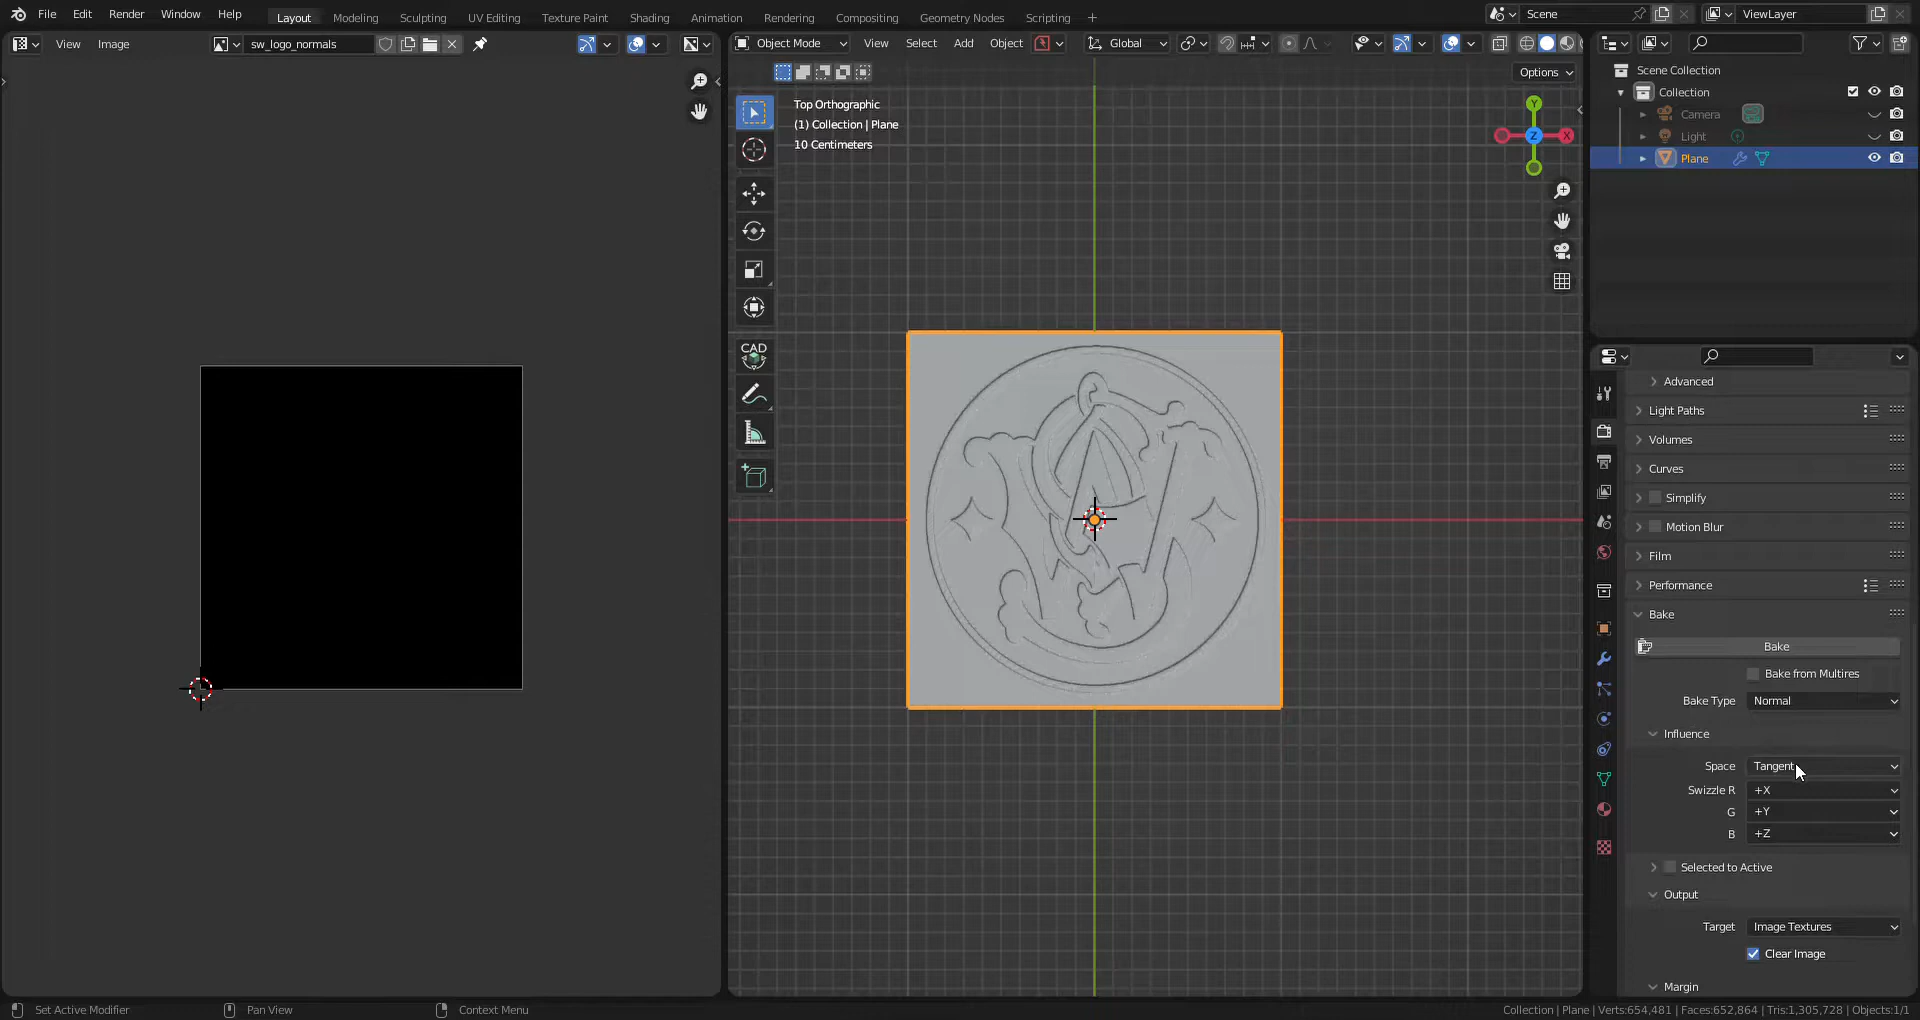 File Edit Render Window Help
Layout Modeling Sculpting UV Editing Texture Paint Shading Animation Rendering Compositing Geometry Nodes Scripting +
Scene
ViewLayer
View Image
sw_logo_normals
Object Mode
View Select Add Object
Global
Options
Top Orthographic
(1) Collection | Plane
10 Centimeters
CAD
Y
Z
X
Scene Collection
Collection
Camera
Light
Plane
Advanced
Light Paths
Volumes
Curves
Simplify
Motion Blur
Film
Performance
Bake
Bake
Bake from Multires
Bake Type Normal
Influence
Space Tangent
Swizzle R +X
G +Y
B +Z
Selected to Active
Output
Target Image Textures
Clear Image
Margin
Set Active Modifier
Pan View
Context Menu
Collection | Plane | Verts:654,481 | Faces:652,864 | Tris:1,305,728 | Objects:1/1